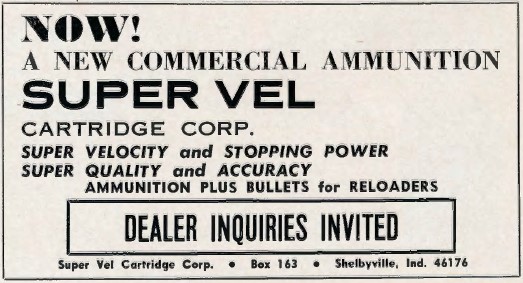 NOW!
A NEW COMMERCIAL AMMUNITION
SUPER VEL
CARTRIDGE CORP.
SUPER VELOCITY and STOPPING POWER
SUPER QUALITY and ACCURACY
AMMUNITION PLUS BULLETS for RELOADERS
DEALER INQUIRIES INVITED
Super Vel Cartridge Corp. • Box 163 • Shelbyville, Ind. 46176